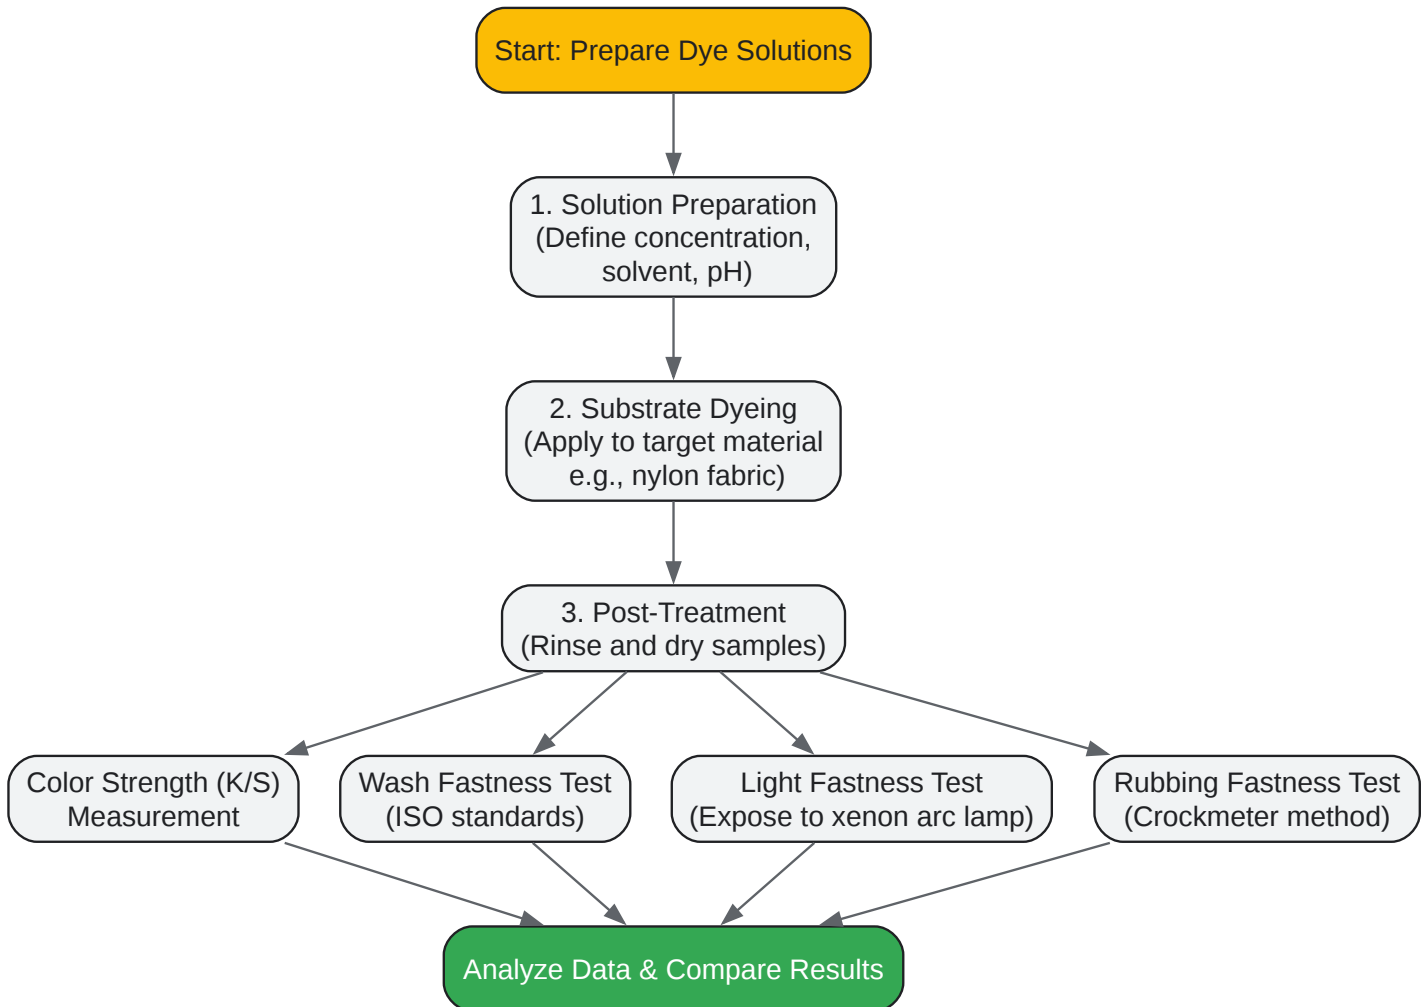 Start: Prepare Dye Solutions
1. Solution Preparation
(Define concentration,
solvent, pH)
2. Substrate Dyeing
(Apply to target material
e.g., nylon fabric)
3. Post-Treatment
(Rinse and dry samples)
Color Strength (K/S)
Measurement
Wash Fastness Test
(ISO standards)
Light Fastness Test
(Expose to xenon arc lamp)
Rubbing Fastness Test
(Crockmeter method)
Analyze Data & Compare Results